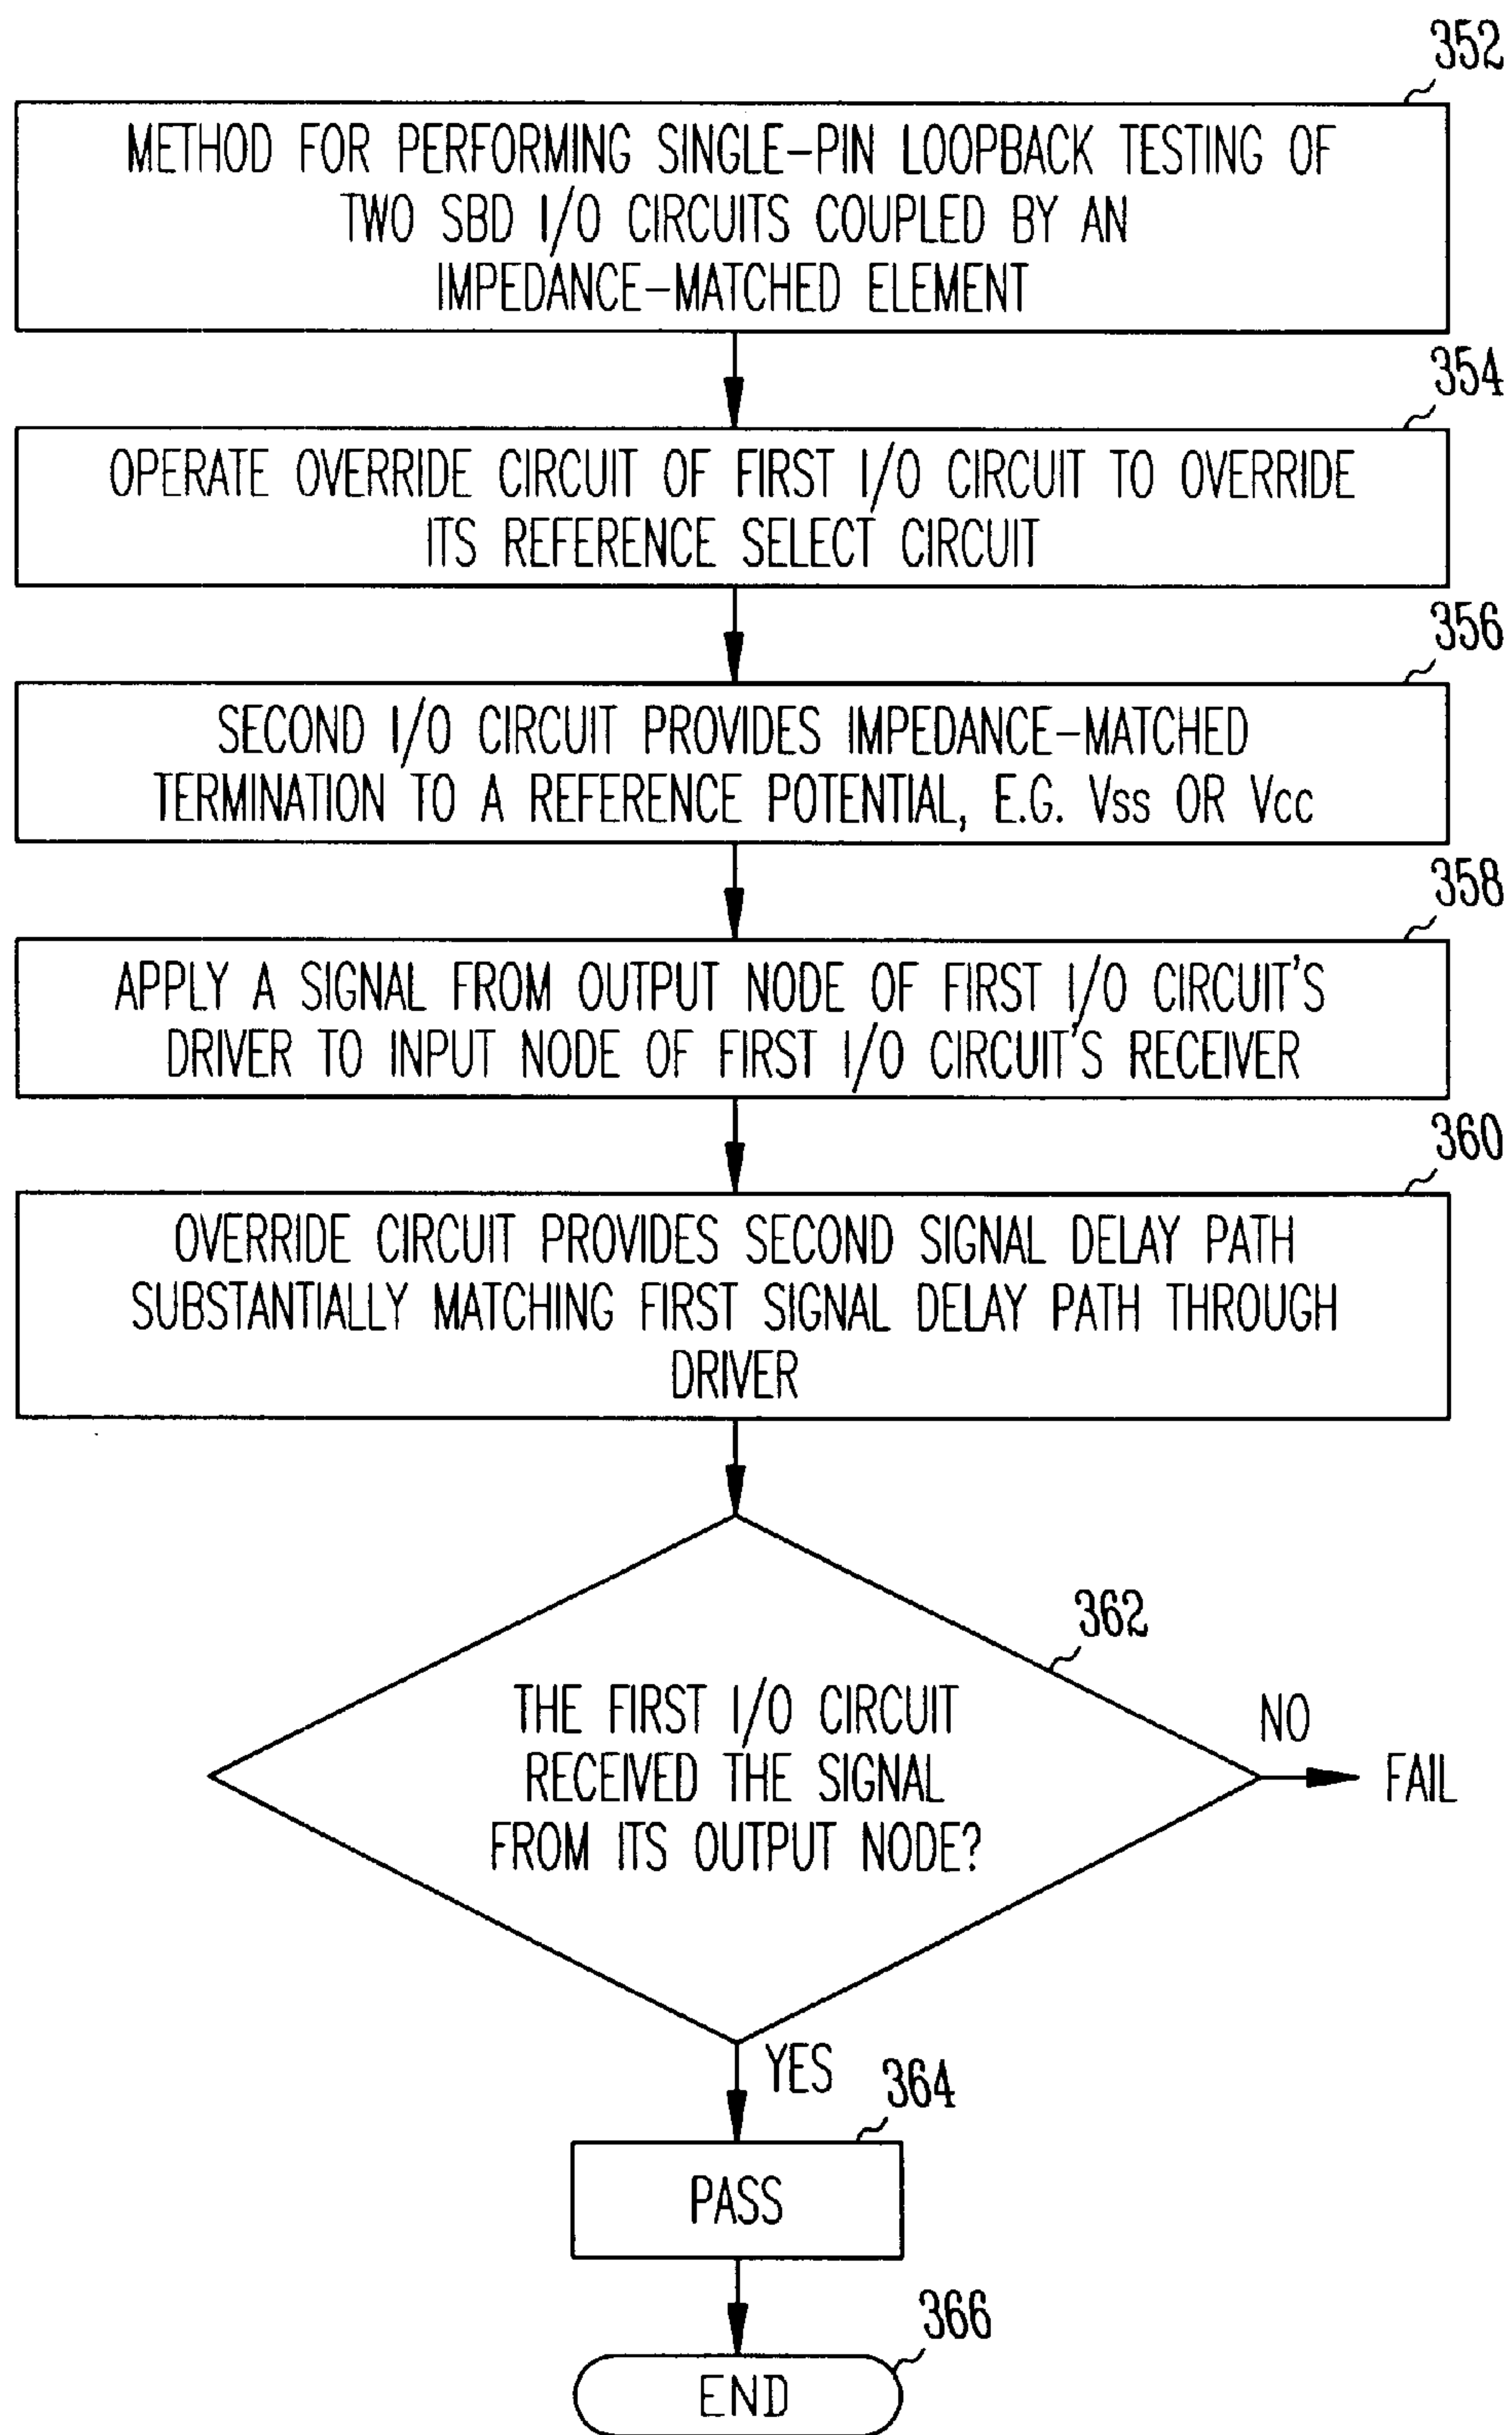 352
METHOD FOR PERFORMING SINGLE-PIN LOOPBACK TESTING OF
TWO SBD I/O CIRCUITS COUPLED BY AN
IMPEDANCE-MATCHED ELEMENT
354
OPERATE OVERRIDE CIRCUIT OF FIRST I/O CIRCUIT TO OVERRIDE
ITS REFERENCE SELECT CIRCUIT
356
SECOND I/O CIRCUIT PROVIDES IMPEDANCE-MATCHED
TERMINATION TO A REFERENCE POTENTIAL, E.G. Vss OR Vcc
358
APPLY A SIGNAL FROM OUTPUT NODE OF FIRST I/O CIRCUIT'S
DRIVER TO INPUT NODE OF FIRST I/O CIRCUIT'S RECEIVER
360
OVERRIDE CIRCUIT PROVIDES SECOND SIGNAL DELAY PATH
SUBSTANTIALLY MATCHING FIRST SIGNAL DELAY PATH THROUGH
DRIVER
362
THE FIRST I/O CIRCUIT
RECEIVED THE SIGNAL
FROM ITS OUTPUT NODE?
NO
FAIL
YES
364
PASS
366
END